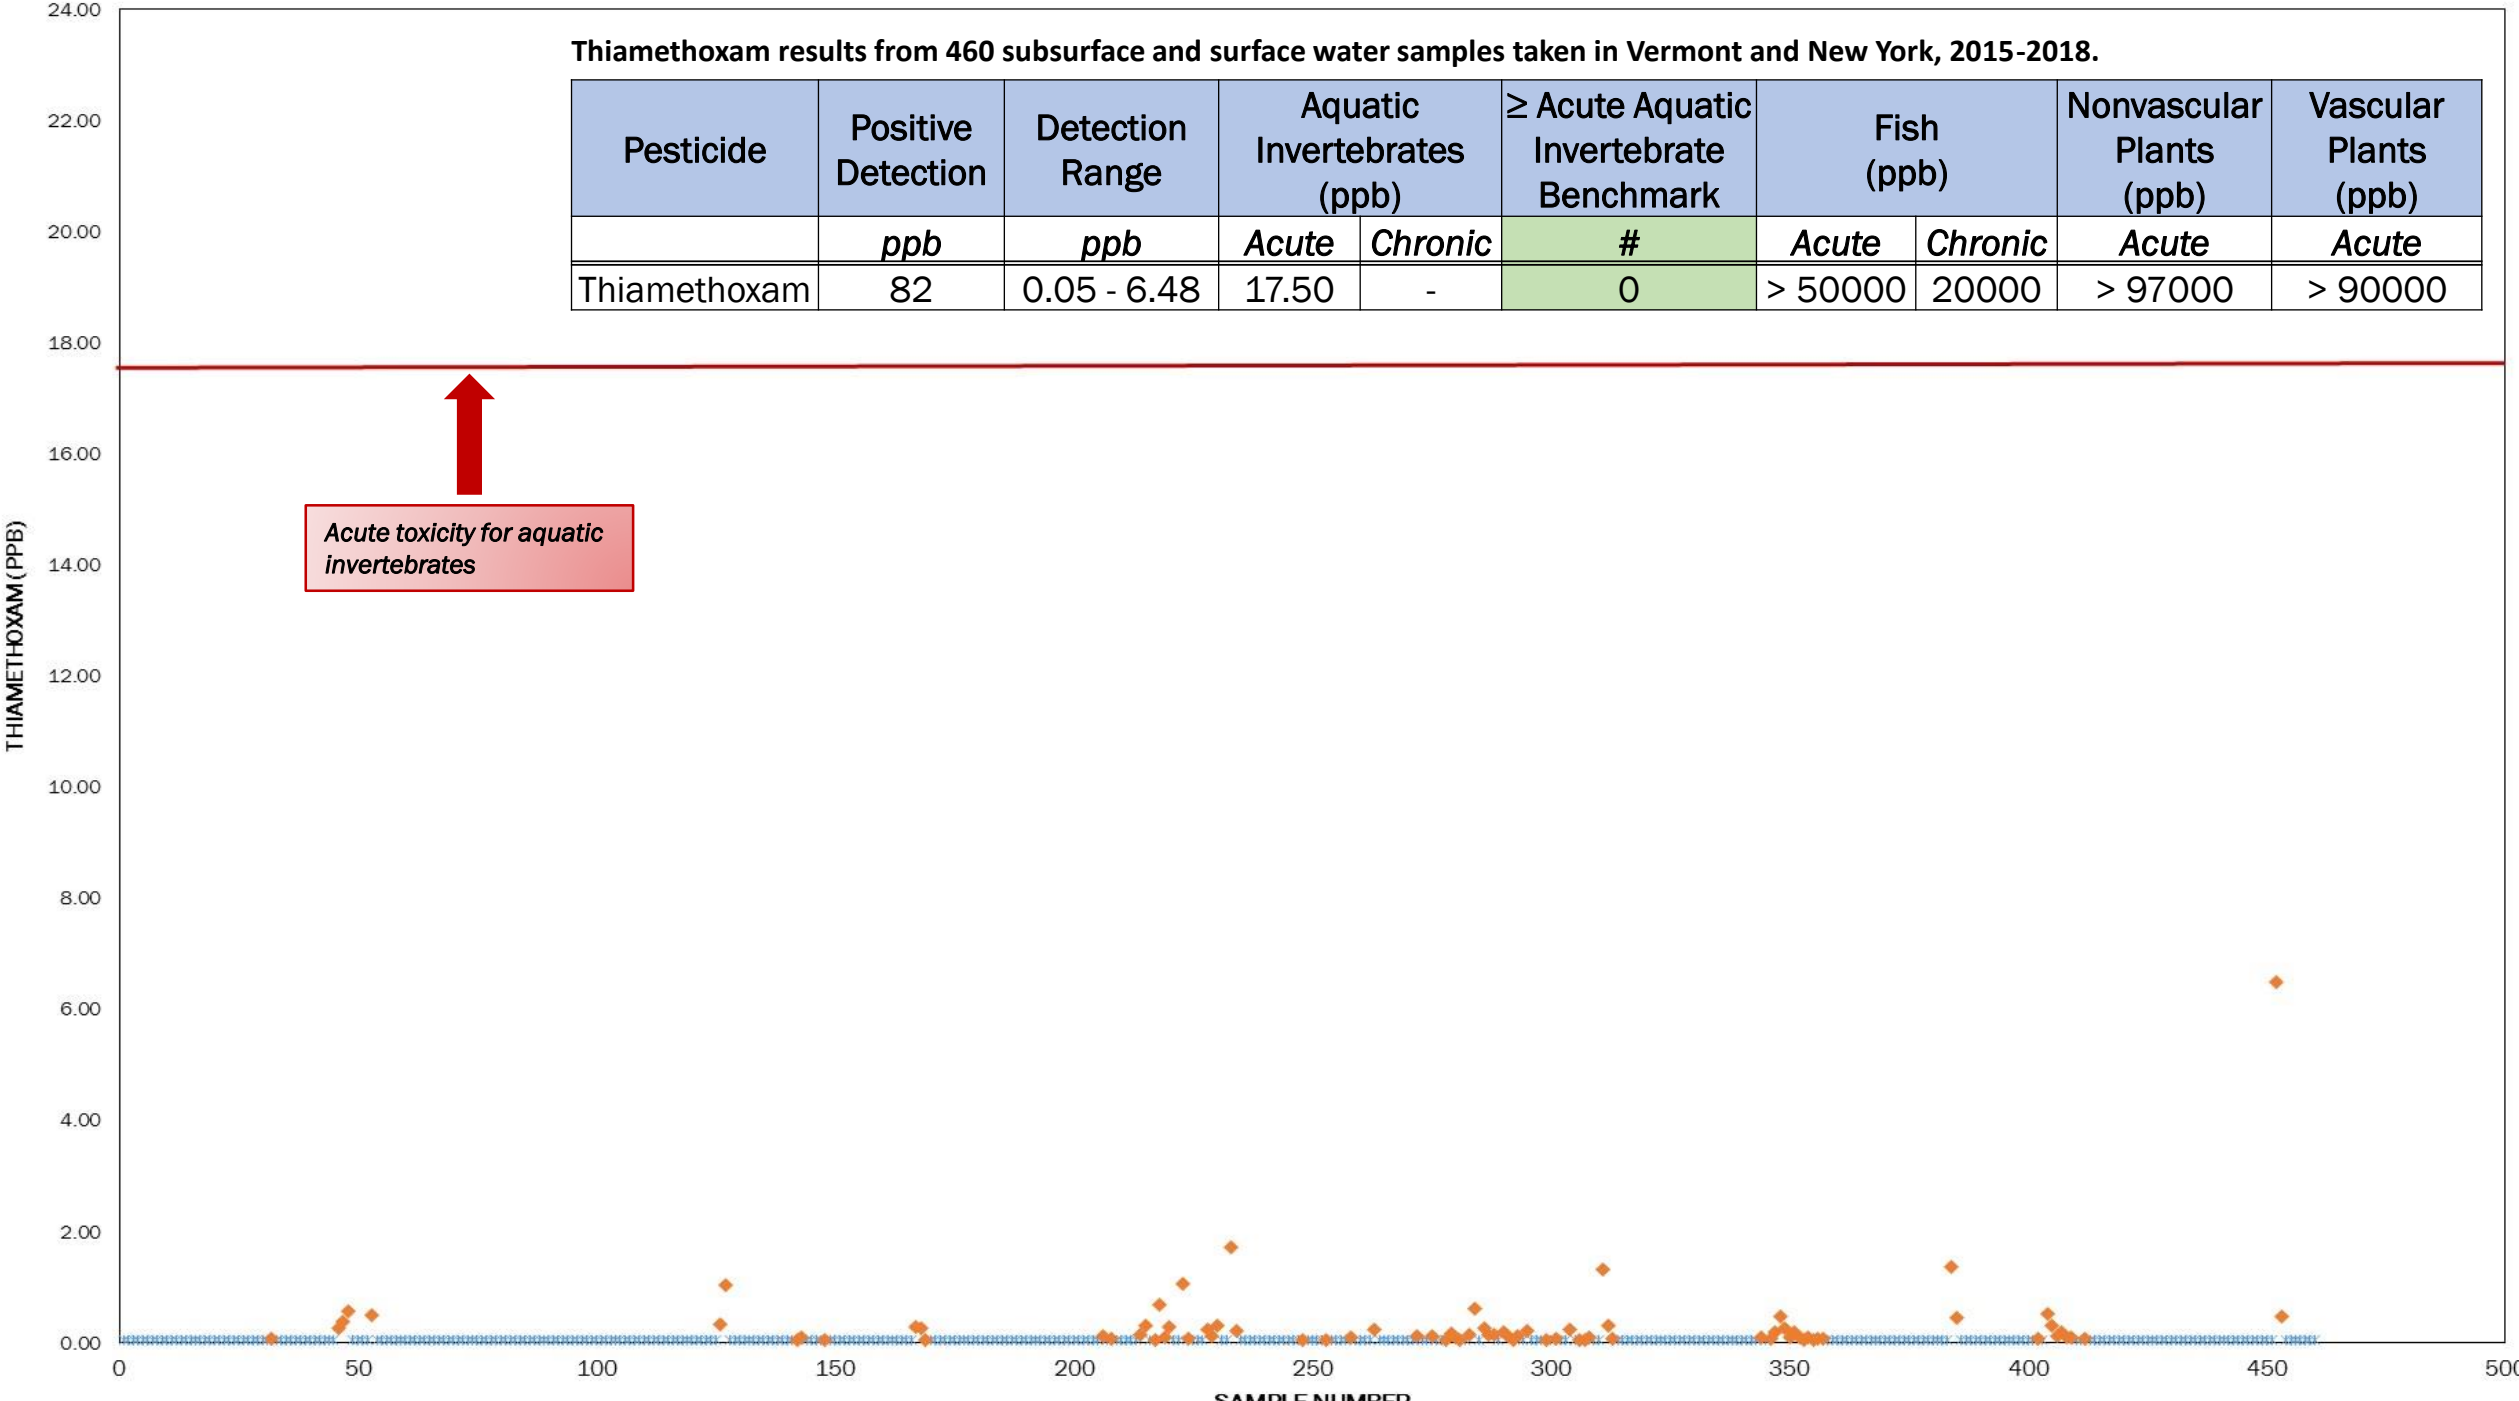 Thiamethoxam results from 460 subsurface and surface water samples taken in Vermont and New York, 2015-2018.
Pesticide
Positive
Detection
Detection
Range
Aquatic
Invertebrates
(ppb)
≥ Acute Aquatic
Invertebrate
Benchmark
Fish
(ppb)
Nonvascular
Plants
(ppb)
Vascular
Plants
(ppb)
ppb ppb Acute Chronic # Acute Chronic Acute Acute
Thiamethoxam 82 0.05 - 6.48 17.50 - 0 > 50000 20000 > 97000 > 90000
Acute toxicity for aquatic
invertebrates
THIAMETHOXAM (PPB)
24.00
22.00
20.00
18.00
16.00
14.00
12.00
10.00
8.00
6.00
4.00
2.00
0.00
0 50 100 150 200 250 300 350 400 450 500
SAMPLE NUMBER